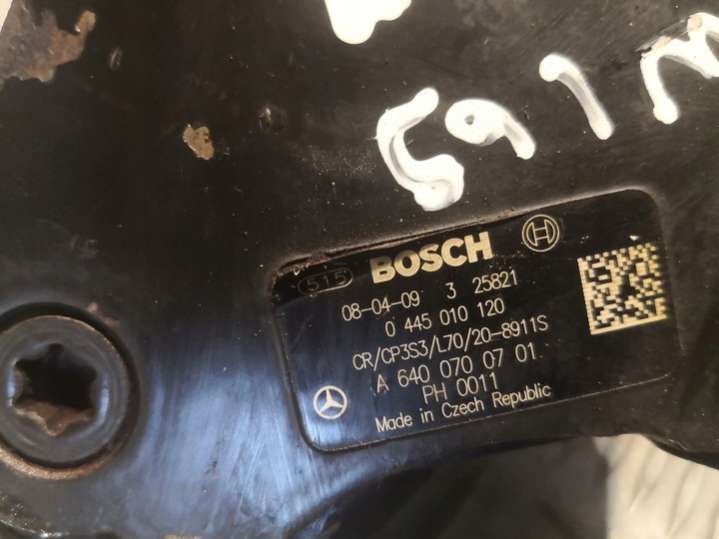 W169
515 BOSCH
08-04-09 3 25821
0 445 010 120
CR/CP3S3/L70/20-8911S
A 640 070 07 01
PH 0011
Made in Czech Republic